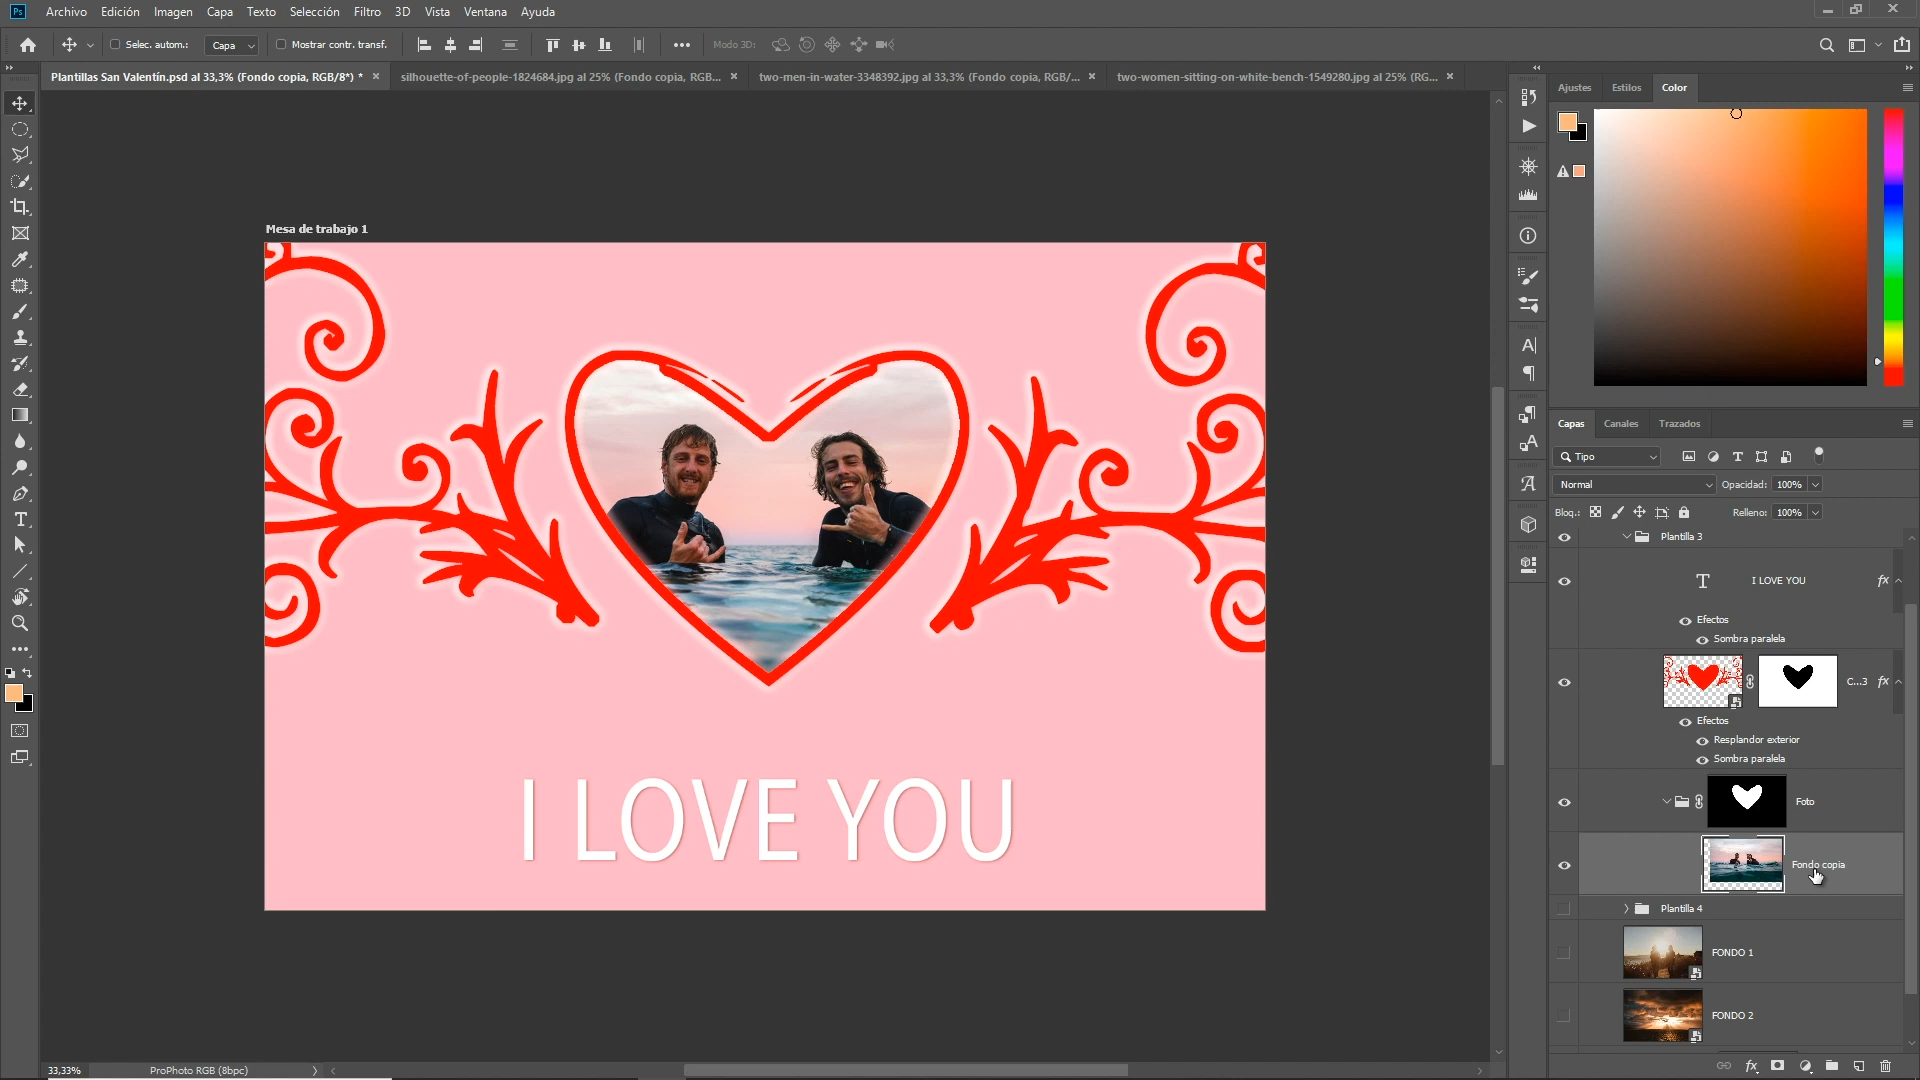 Ps Archivo Edición Imagen Capa Texto Selección Filtro 3D Vista Ventana Ayuda
Selec. autom.: Capa Mostrar contr. transf. Modo 3D:
Plantillas San Valentín.psd al 33,3% (Fondo copia, RGB/8*) * silhouette-of-people-1824684.jpg al 25% (Fondo copia, RGB... two-men-in-water-3348392.jpg al 33,3% (Fondo copia, RGB/... two-women-sitting-on-white-bench-1549280.jpg al 25% (RG...
Ajustes Estilos Color
Mesa de trabajo 1
I LOVE YOU
Capas Canales Trazados
Tipo
Normal Opacidad: 100%
Bloq.: Relleno: 100%
Plantilla 3
T I LOVE YOU fx
Efectos
Sombra paralela
C...3 fx
Efectos
Resplandor exterior
Sombra paralela
Foto
Fondo copia
Plantilla 4
FONDO 1
FONDO 2
33,33% ProPhoto RGB (8bpc)
fx